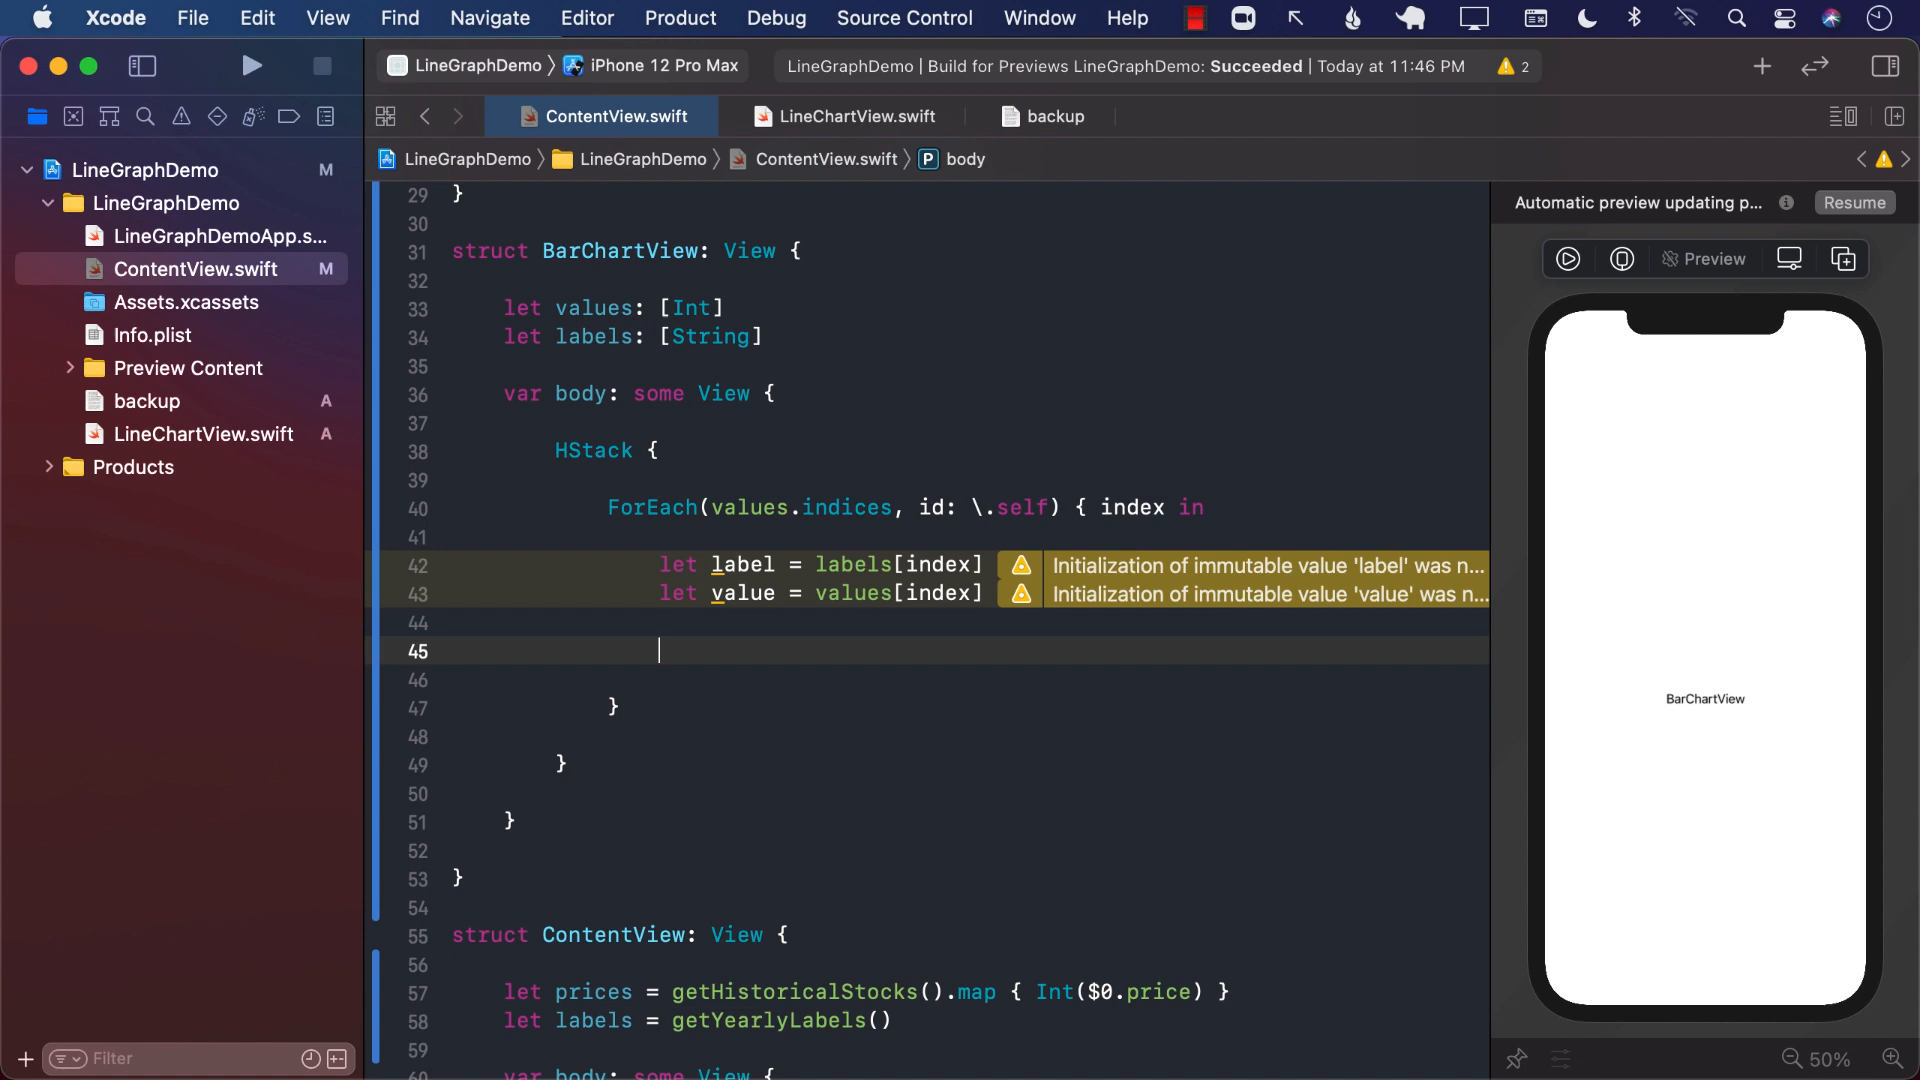 Xcode File Edit View Find Navigate Editor Product Debug Source Control Window Help
LineGraphDemo 〉 iPhone 12 Pro Max
LineGraphDemo | Build for Previews LineGraphDemo: Succeeded | Today at 11:46 PM
2
ContentView.swift
LineChartView.swift
backup
LineGraphDemo 〉 LineGraphDemo 〉 ContentView.swift 〉 P body
LineGraphDemo M
LineGraphDemo
LineGraphDemoApp.s...
ContentView.swift M
Assets.xcassets
Info.plist
Preview Content
backup A
LineChartView.swift A
Products
Filter
29 }
30
31 struct BarChartView: View {
32
33 let values: [Int]
34 let labels: [String]
35
36 var body: some View {
37
38 HStack {
39
40 ForEach(values.indices, id: \.self) { index in
41
42 let label = labels[index] Initialization of immutable value 'label' was n...
43 let value = values[index] Initialization of immutable value 'value' was n...
44
45
46
47 }
48
49 }
50
51 }
52
53 }
54
55 struct ContentView: View {
56
57 let prices = getHistoricalStocks().map { Int($0.price) }
58 let labels = getYearlyLabels()
59
60 var body: some View {
Automatic preview updating p... Resume
Preview
BarChartView
50%